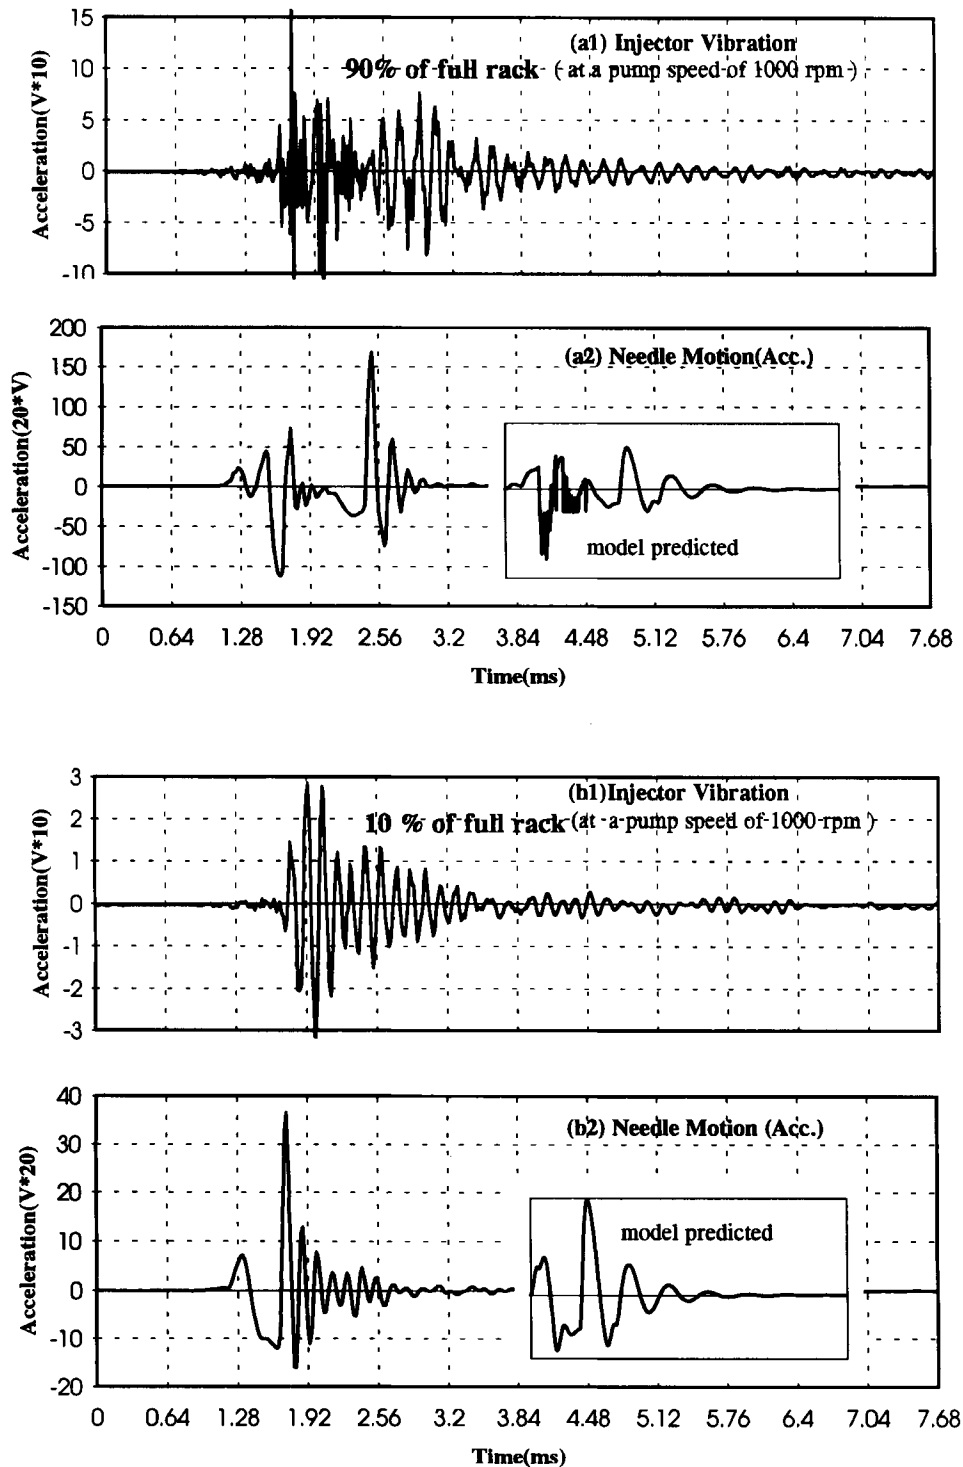 (a1) Injector Vibration
90% of full rack (at a pump speed of 1000 rpm)
Acceleration(V*10)
15
10
5
0
-5
-10
(a2) Needle Motion(Acc.)
model predicted
Acceleration(20*V)
200
150
100
50
0
-50
-100
-150
0 0.64 1.28 1.92 2.56 3.2 3.84 4.48 5.12 5.76 6.4 7.04 7.68
Time(ms)
(b1)Injector Vibration
10 % of full rack (at a pump speed of 1000 rpm )
Acceleration(V*10)
3
2
1
0
-1
-2
-3
(b2) Needle Motion (Acc.)
model predicted
Acceleration(V*20)
40
30
20
10
0
-10
-20
0 0.64 1.28 1.92 2.56 3.2 3.84 4.48 5.12 5.76 6.4 7.04 7.68
Time(ms)